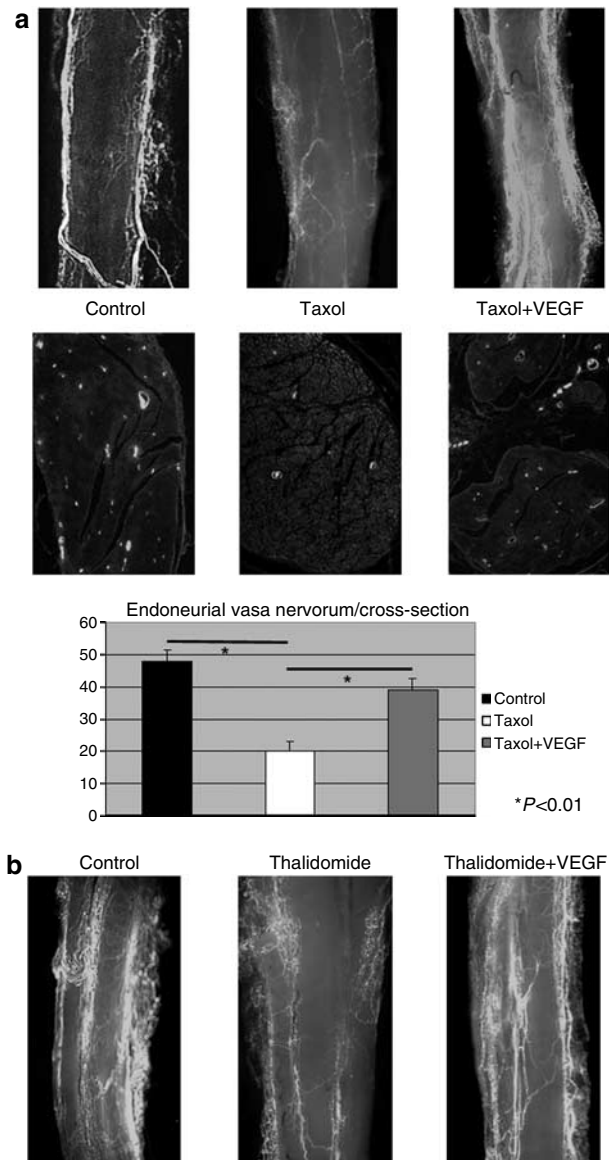 a
Control Taxol Taxol+VEGF
Endoneurial vasa nervorum/cross-section
60
50
40
30
20
10
0
*
*
Control
Taxol
Taxol+VEGF
*P<0.01
b
Control Thalidomide Thalidomide+VEGF